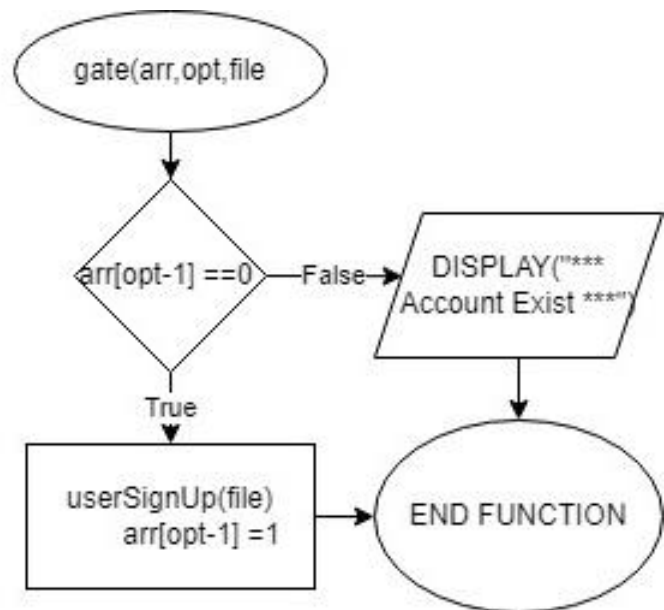 gate(arr,opt,file
arr[opt-1] ==0
False
DISPLAY("***
Account Exist ***")
True
userSignUp(file)
arr[opt-1] =1
END FUNCTION